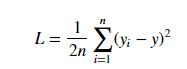 L = \frac{1}{2n} \sum_{i=1}^{n} (y_i - y)^2